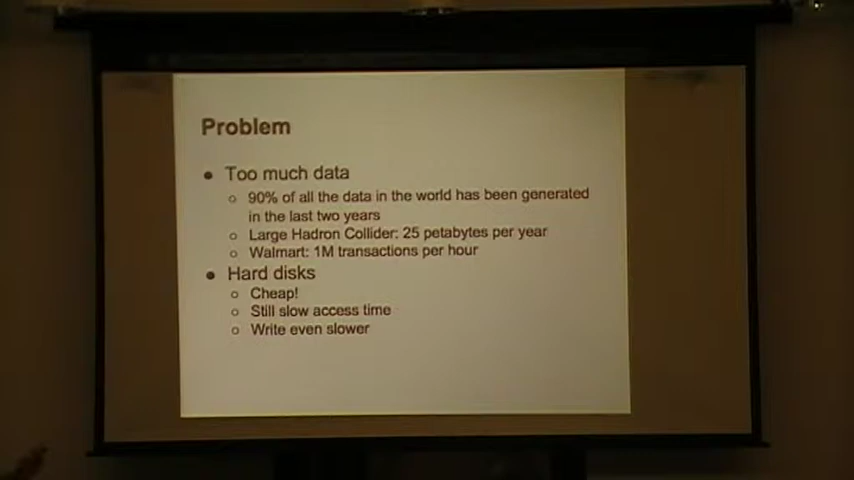 Problem
● Too much data
○ 90% of all the data in the world has been generated
in the last two years
○ Large Hadron Collider: 25 petabytes per year
○ Walmart: 1M transactions per hour
● Hard disks
○ Cheap!
○ Still slow access time
○ Write even slower